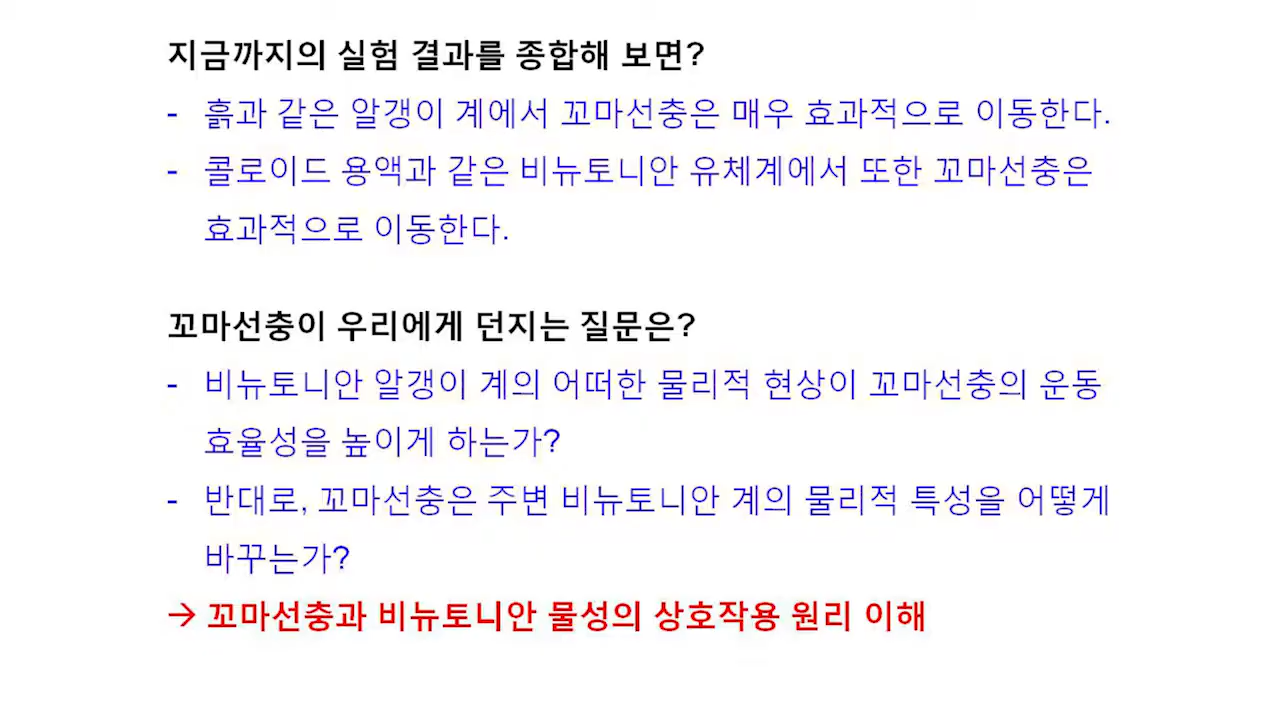 지금까지의 실험 결과를 종합해 보면?
- 흙과 같은 알갱이 계에서 꼬마선충은 매우 효과적으로 이동한다.
- 콜로이드 용액과 같은 비뉴토니안 유체계에서 또한 꼬마선충은
효과적으로 이동한다.
꼬마선충이 우리에게 던지는 질문은?
- 비뉴토니안 알갱이 계의 어떠한 물리적 현상이 꼬마선충의 운동
효율성을 높이게 하는가?
- 반대로, 꼬마선충은 주변 비뉴토니안 계의 물리적 특성을 어떻게
바꾸는가?
→ 꼬마선충과 비뉴토니안 물성의 상호작용 원리 이해